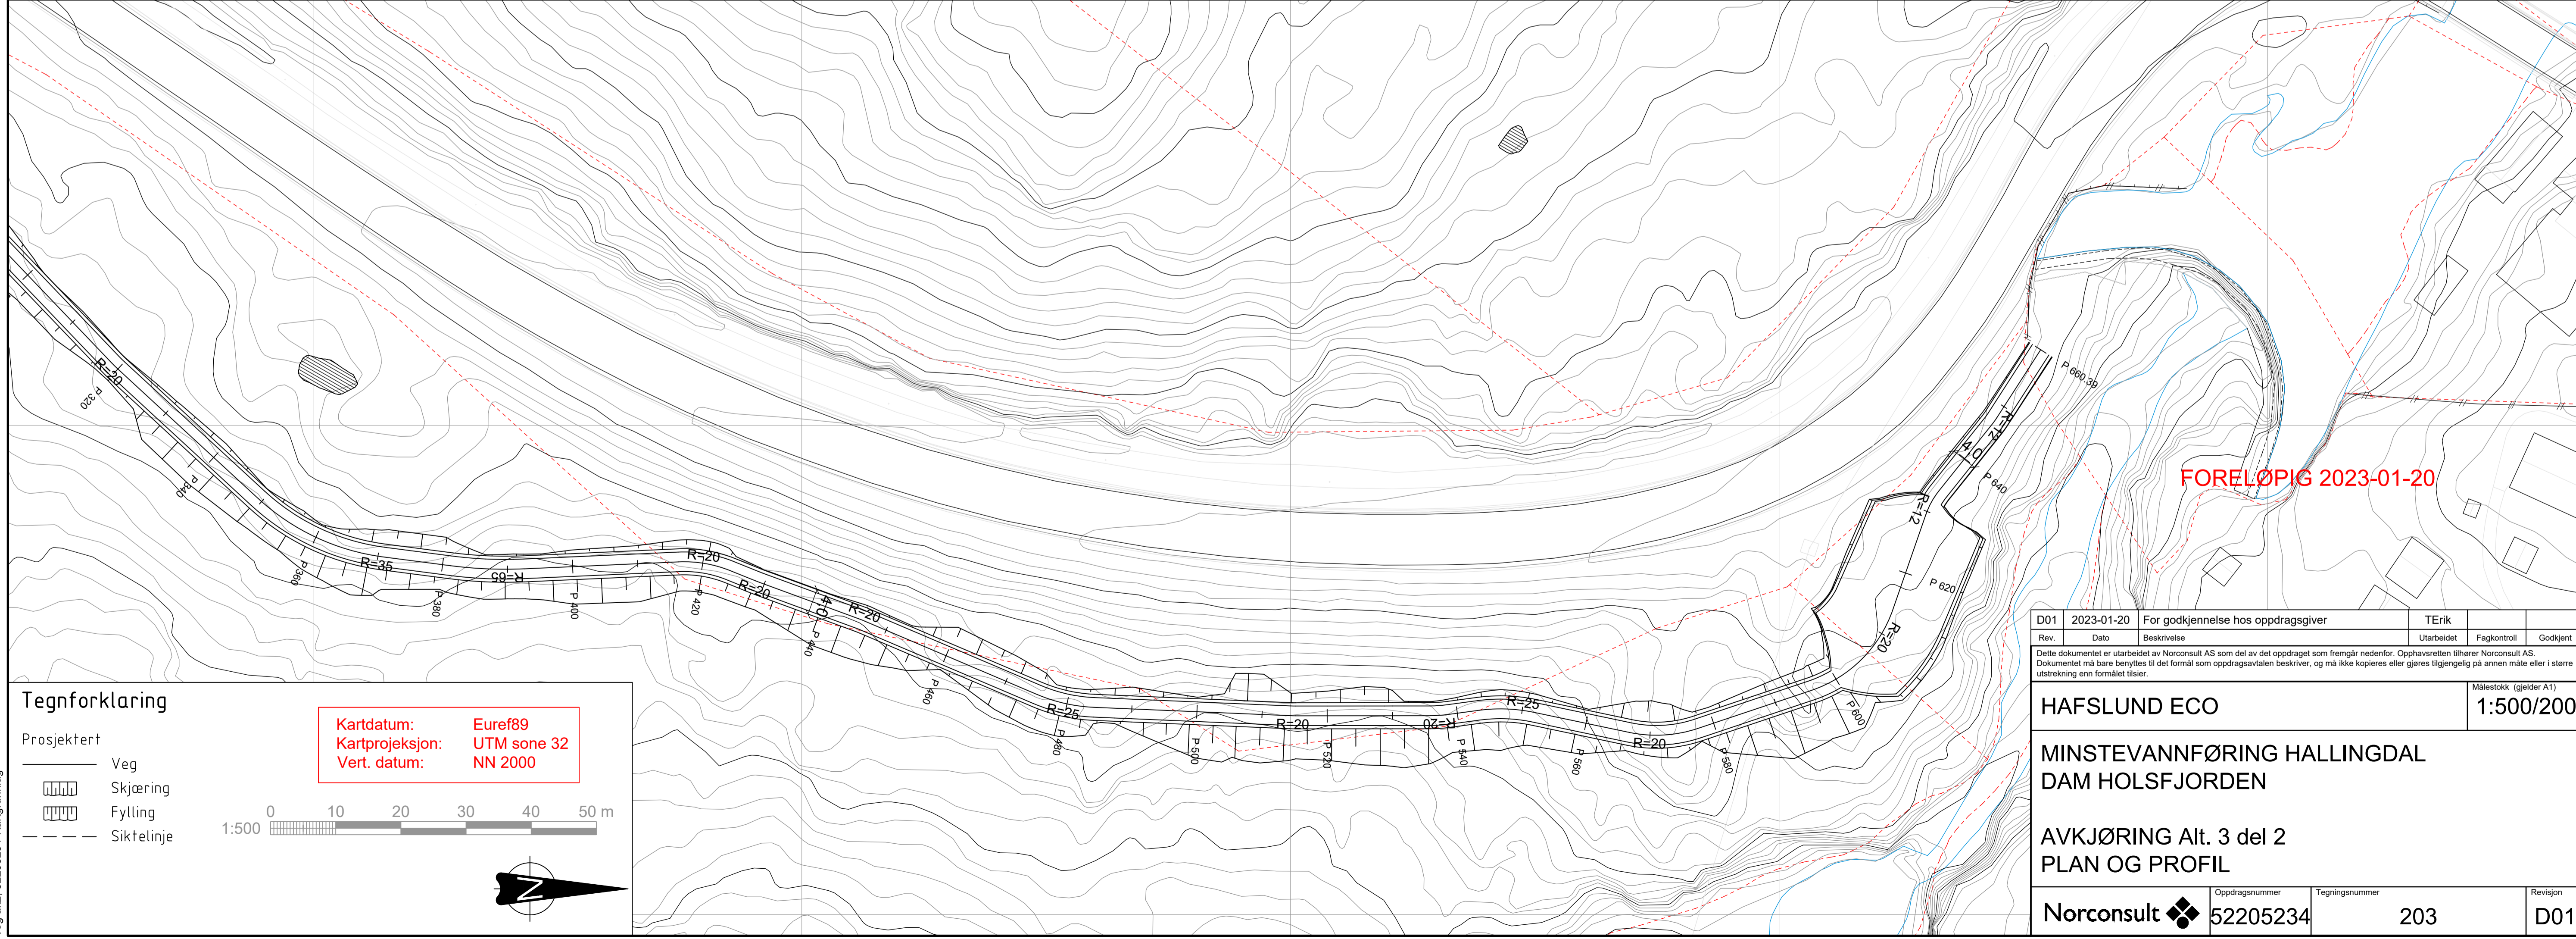 R=20
P 320
P 340
P 360
R=35
P 380
R=65
P 400
R=20
P 420
R=20
4.0
R=20
P 440
P 460
R=25
P 480
P 500
R=20
P 520
R=20
P 540
R=25
P 560
R=20
P 580
P 600
R=20
P 620
R=12
P 640
4.0
R=12
P 660.39
FORELØPIG 2023-01-20
Tegnforklaring
Prosjektert
Veg
Skjæring
Fylling
Siktelinje
Kartdatum: Euref89
Kartprojeksjon: UTM sone 32
Vert. datum: NN 2000
1:500 0 10 20 30 40 50 m
N
D01 2023-01-20 For godkjennelse hos oppdragsgiver TErik
Rev. Dato Beskrivelse Utarbeidet Fagkontroll Godkjent
Dette dokumentet er utarbeidet av Norconsult AS som del av det oppdraget som fremgår nedenfor. Opphavsretten tilhører Norconsult AS.
Dokumentet må bare benyttes til det formål som oppdragsavtalen beskriver, og må ikke kopieres eller gjøres tilgjengelig på annen måte eller i større
utstrekning enn formålet tilsier.
Målestokk (gjelder A1)
HAFSLUND ECO 1:500/200
MINSTEVANNFØRING HALLINGDAL
DAM HOLSFJORDEN
AVKJØRING Alt. 3 del 2
PLAN OG PROFIL
Norconsult
Oppdragsnummer Tegningsnummer Revisjon
52205234 203 D01